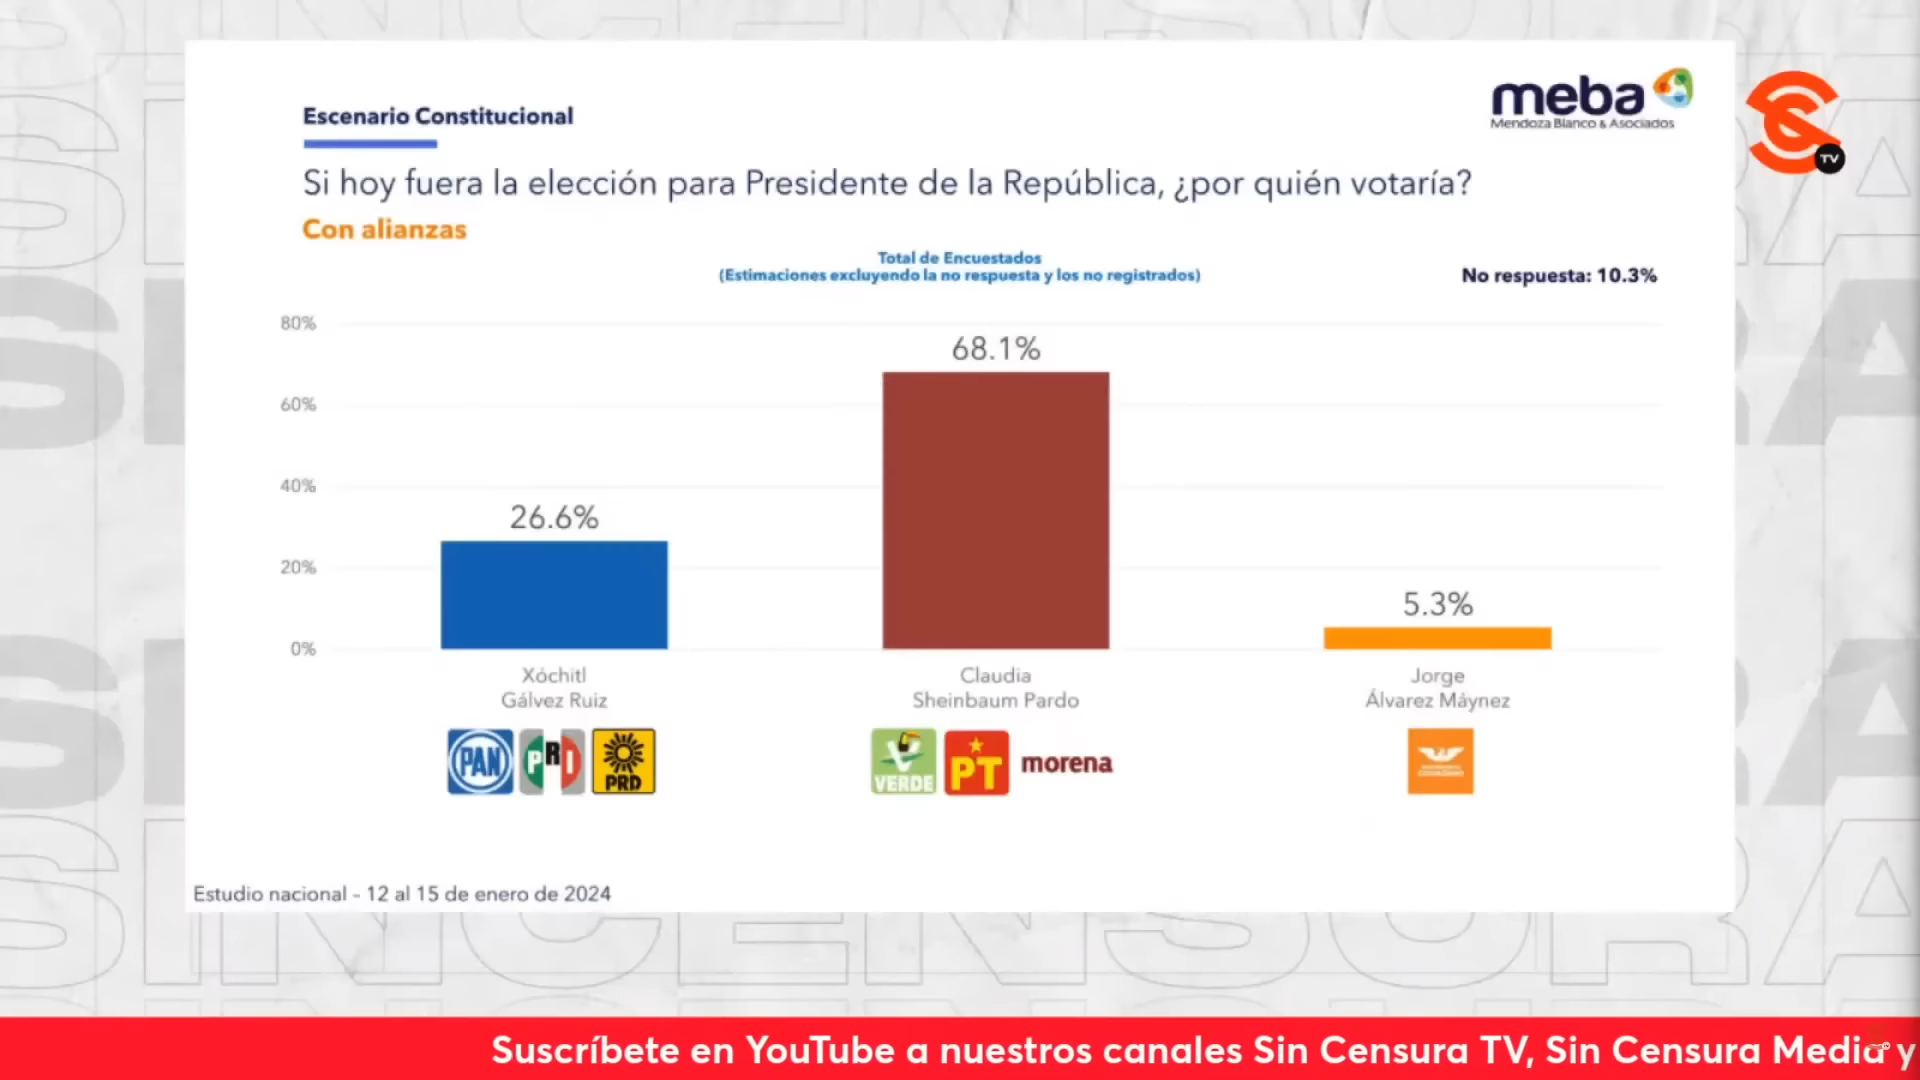 meba
Mendoza Blanco & Asociados
TV
Escenario Constitucional
Si hoy fuera la elección para Presidente de la República, ¿por quién votaría?
Con alianzas
Total de Encuestados
(Estimaciones excluyendo la no respuesta y los no registrados)
No respuesta: 10.3%
80%
60%
40%
20%
0%
26.6%
68.1%
5.3%
Xóchitl
Gálvez Ruiz
Claudia
Sheinbaum Pardo
Jorge
Álvarez Máynez
PAN
PRI
PRD
VERDE
PT
morena
Estudio nacional - 12 al 15 de enero de 2024
SINCENSURA
Suscríbete en YouTube a nuestros canales Sin Censura TV, Sin Censura Media y